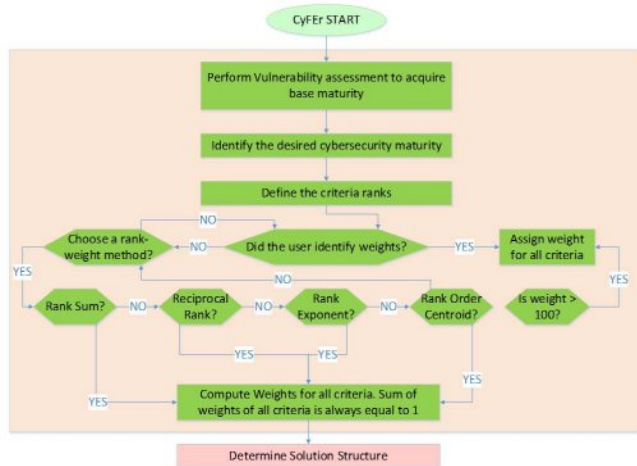 CyFEr START
Perform Vulnerability assessment to acquire
base maturity
Identify the desired cybersecurity maturity
Define the criteria ranks
NO
Choose a rank-
weight method?
NO
Did the user identify weights?
YES
Assign weight
for all criteria
YES
NO
YES
Rank Sum?
NO
Reciprocal
Rank?
NO
Rank
Exponent?
NO
Rank Order
Centroid?
Is weight >
100?
YES
YES
YES
YES
Compute Weights for all criteria. Sum of
weights of all criteria is always equal to 1
Determine Solution Structure